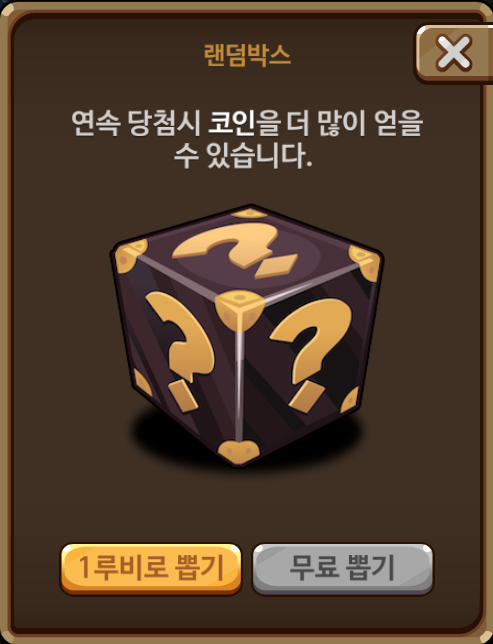 랜덤박스
연속 당첨시 코인을 더 많이 얻을
수 있습니다.
1루비로 뽑기
무료 뽑기